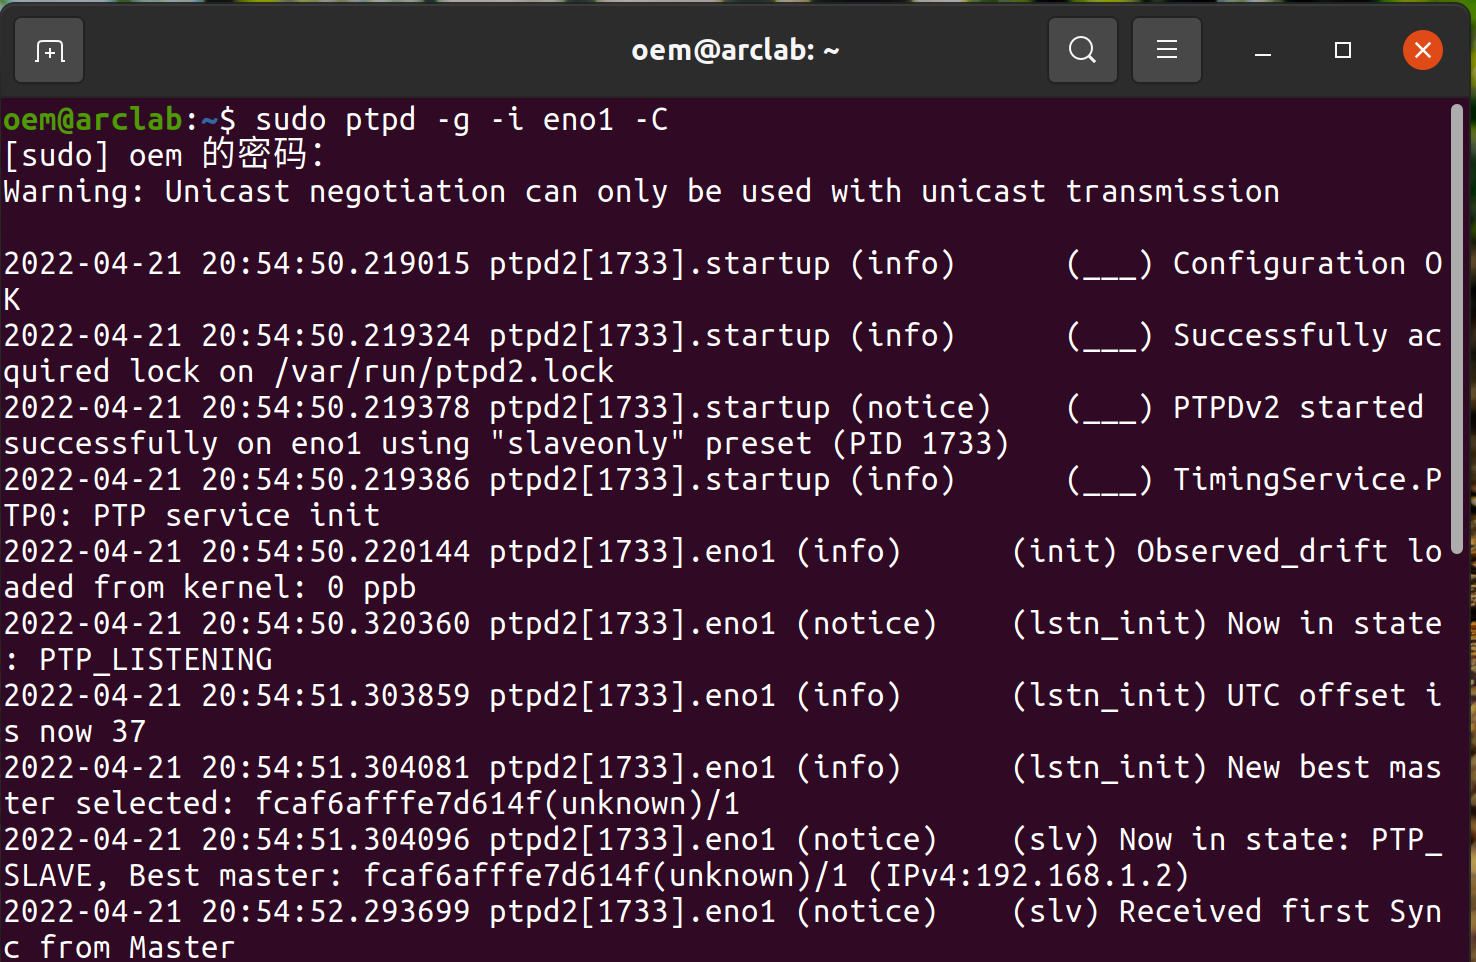 oem@arclab: ~
oem@arclab:~$ sudo ptpd -g -i eno1 -C
[sudo] oem 的密码：
Warning: Unicast negotiation can only be used with unicast transmission
2022-04-21 20:54:50.219015 ptpd2[1733].startup (info)      (___) Configuration O
K
2022-04-21 20:54:50.219324 ptpd2[1733].startup (info)      (___) Successfully ac
quired lock on /var/run/ptpd2.lock
2022-04-21 20:54:50.219378 ptpd2[1733].startup (notice)    (___) PTPDv2 started
successfully on eno1 using "slaveonly" preset (PID 1733)
2022-04-21 20:54:50.219386 ptpd2[1733].startup (info)      (___) TimingService.P
TP0: PTP service init
2022-04-21 20:54:50.220144 ptpd2[1733].eno1 (info)      (init) Observed_drift lo
aded from kernel: 0 ppb
2022-04-21 20:54:50.320360 ptpd2[1733].eno1 (notice)    (lstn_init) Now in state
: PTP_LISTENING
2022-04-21 20:54:51.303859 ptpd2[1733].eno1 (info)      (lstn_init) UTC offset i
s now 37
2022-04-21 20:54:51.304081 ptpd2[1733].eno1 (info)      (lstn_init) New best mas
ter selected: fcaf6afffe7d614f(unknown)/1
2022-04-21 20:54:51.304096 ptpd2[1733].eno1 (notice)    (slv) Now in state: PTP_
SLAVE, Best master: fcaf6afffe7d614f(unknown)/1 (IPv4:192.168.1.2)
2022-04-21 20:54:52.293699 ptpd2[1733].eno1 (notice)    (slv) Received first Syn
c from Master